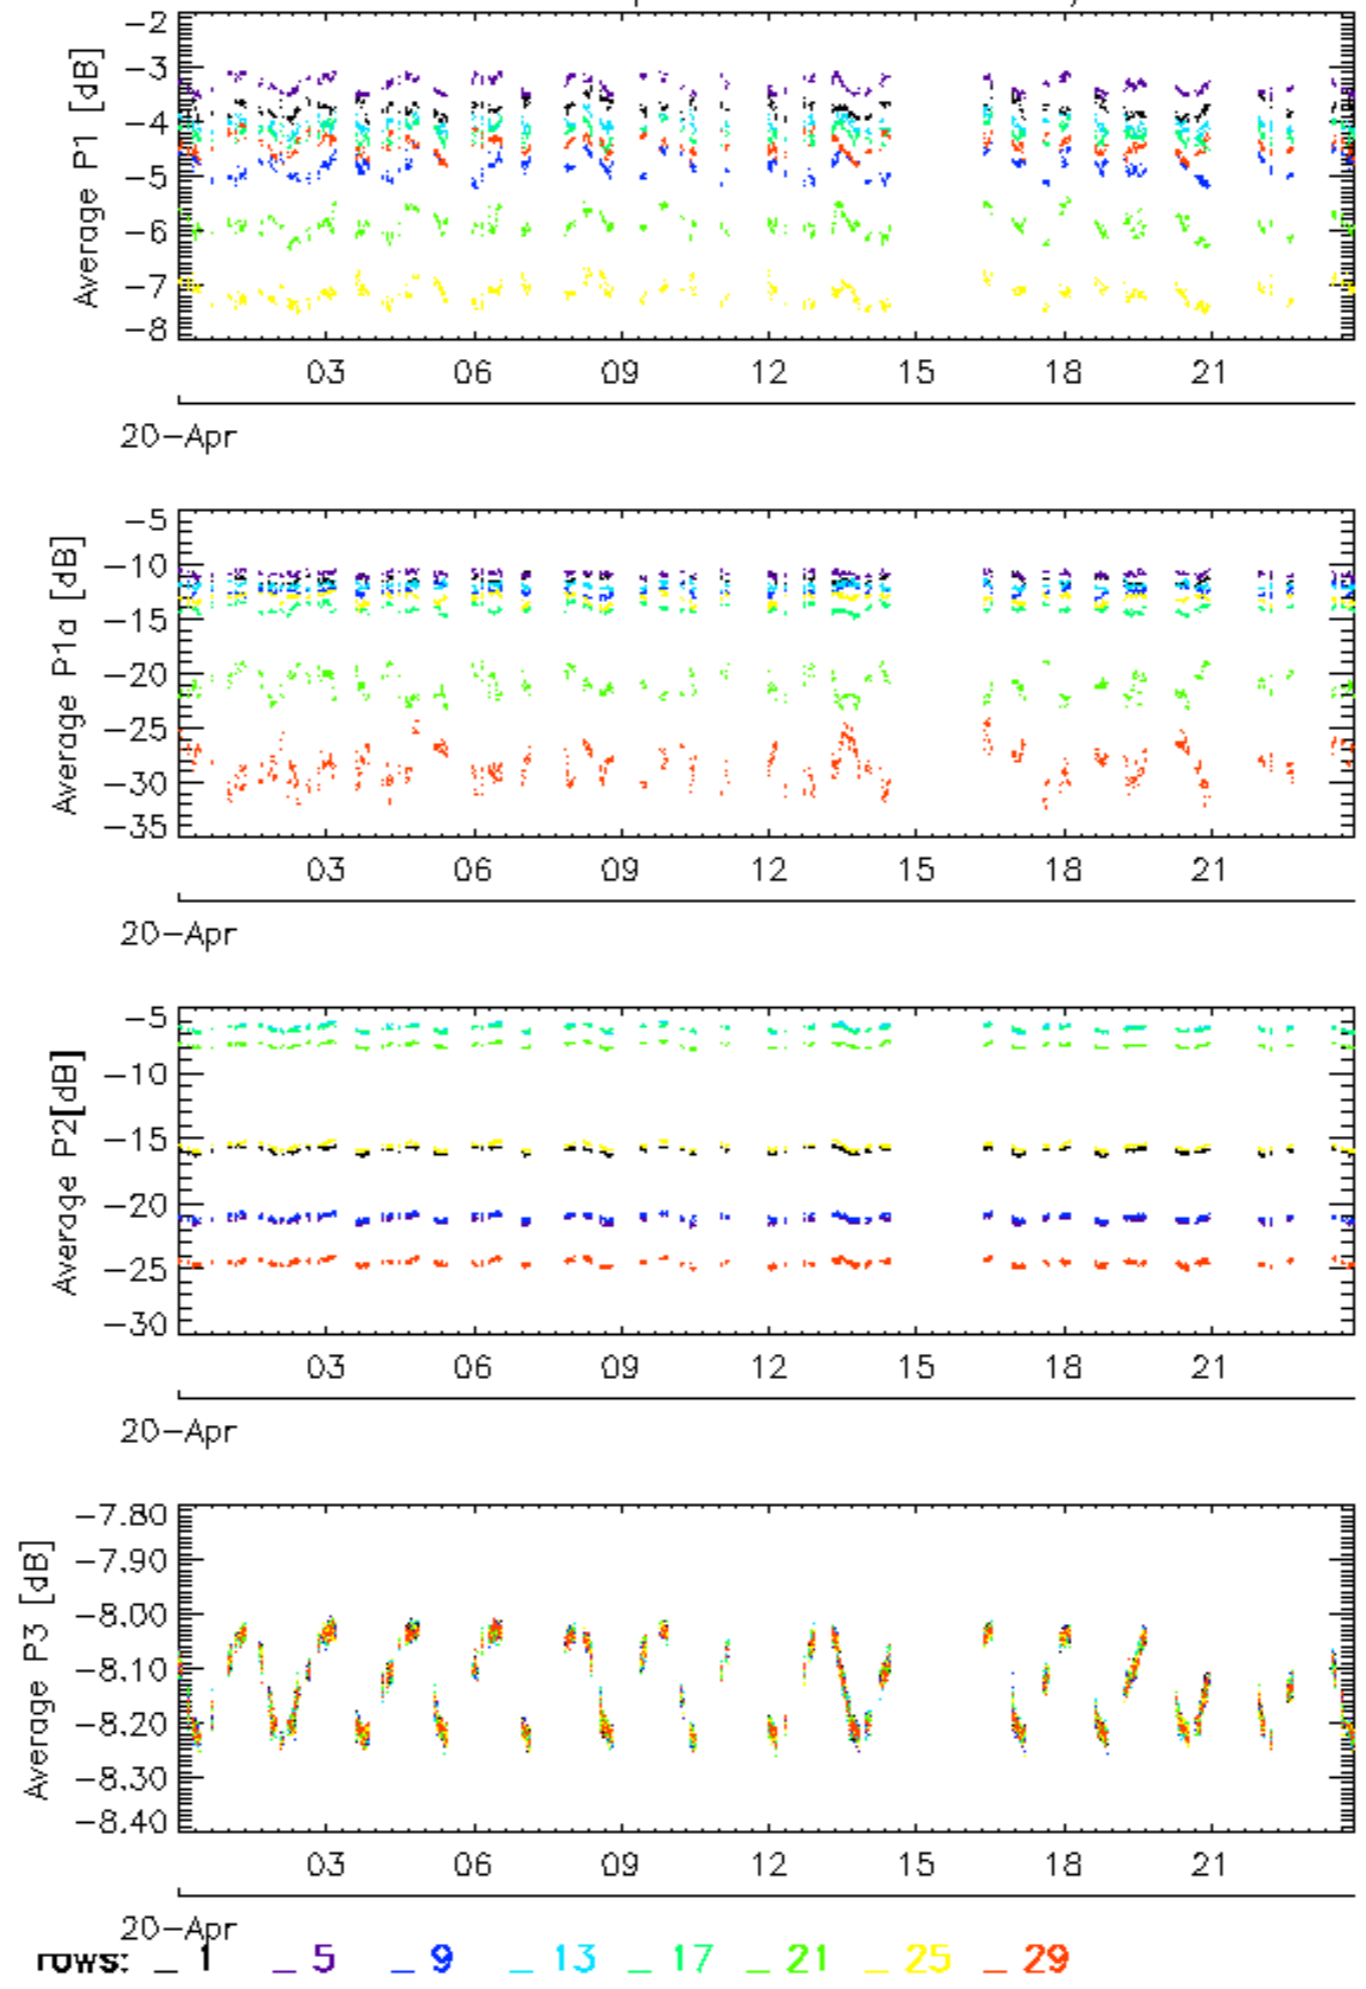 -2
-3
-4
-5
-6
-7
-8
Average P1 [dB]
03 06 09 12 15 18 21
20-Apr
-5
-10
-15
-20
-25
-30
-35
Average P1a [dB]
03 06 09 12 15 18 21
20-Apr
-5
-10
-15
-20
-25
-30
Average P2[dB]
03 06 09 12 15 18 21
20-Apr
-7.80
-7.90
-8.00
-8.10
-8.20
-8.30
-8.40
Average P3 [dB]
03 06 09 12 15 18 21
20-Apr
rows: _ 1 _ 5 _ 9 _ 13 _ 17 _ 21 _ 25 _ 29